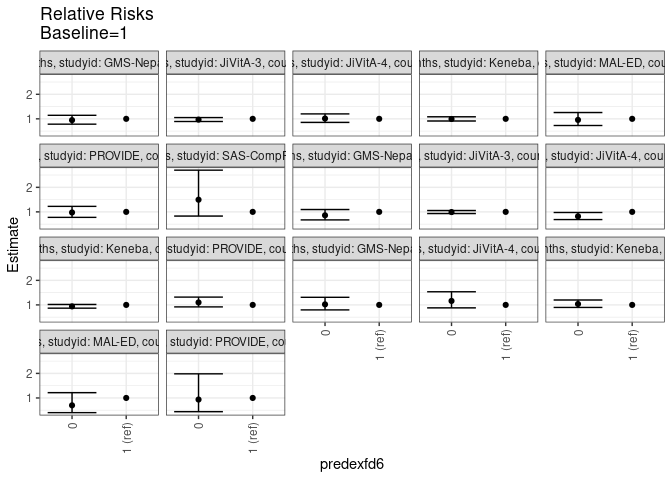 Relative Risks
Baseline=1
ths, studyid: GMS-Nepa
s, studyid: JiVitA-3, cou
s, studyid: JiVitA-4, cou
nths, studyid: Keneba,
s, studyid: MAL-ED, cou
2
1
, studyid: PROVIDE, cou
s, studyid: SAS-CompF
ths, studyid: GMS-Nepa
, studyid: JiVitA-3, coun
s, studyid: JiVitA-4, cou
2
1
ths, studyid: Keneba, c
studyid: PROVIDE, cou
ths, studyid: GMS-Nepa
s, studyid: JiVitA-4, cou
ths, studyid: Keneba,
2
1
s, studyid: MAL-ED, cou
studyid: PROVIDE, cou
2
1
0
1 (ref)
0
1 (ref)
0
1 (ref)
0
1 (ref)
0
1 (ref)
Estimate
predexfd6